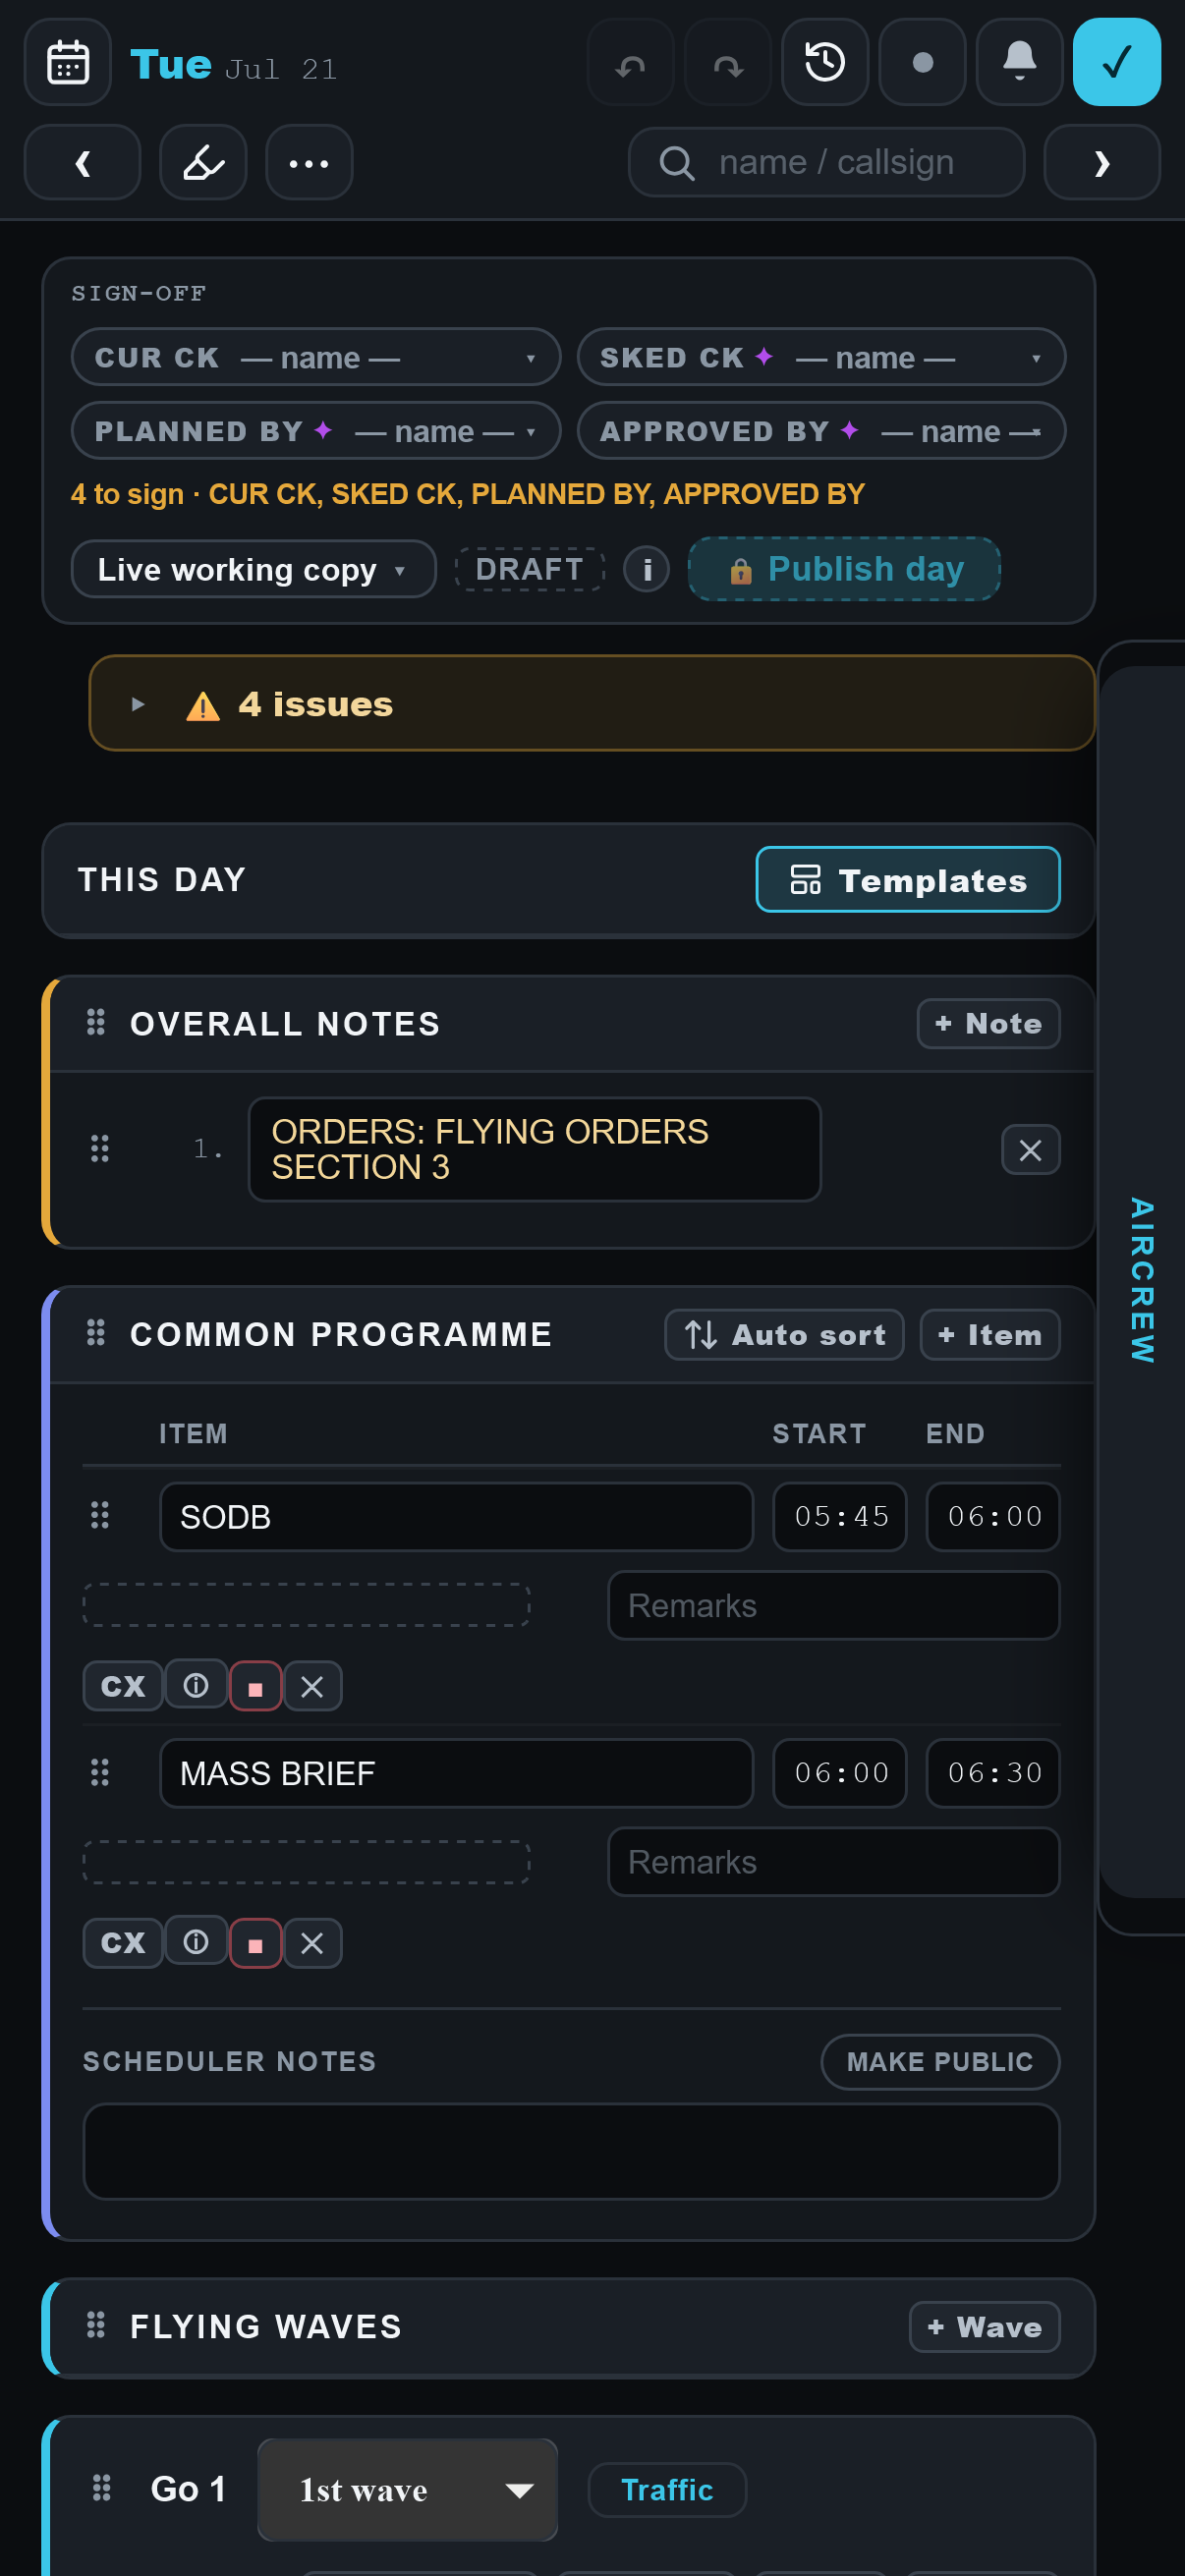 Tue Jul 21
name / callsign
SIGN-OFF
CUR CK — name —
SKED CK — name —
PLANNED BY — name —
APPROVED BY — name —
4 to sign · CUR CK, SKED CK, PLANNED BY, APPROVED BY
Live working copy DRAFT i Publish day
4 issues
THIS DAY Templates
OVERALL NOTES + Note
1. ORDERS: FLYING ORDERS
SECTION 3
AIRCREW
COMMON PROGRAMME Auto sort + Item
ITEM START END
SODB 05:45 06:00
Remarks
CX
MASS BRIEF 06:00 06:30
Remarks
CX
SCHEDULER NOTES MAKE PUBLIC
FLYING WAVES + Wave
Go 1 1st wave Traffic